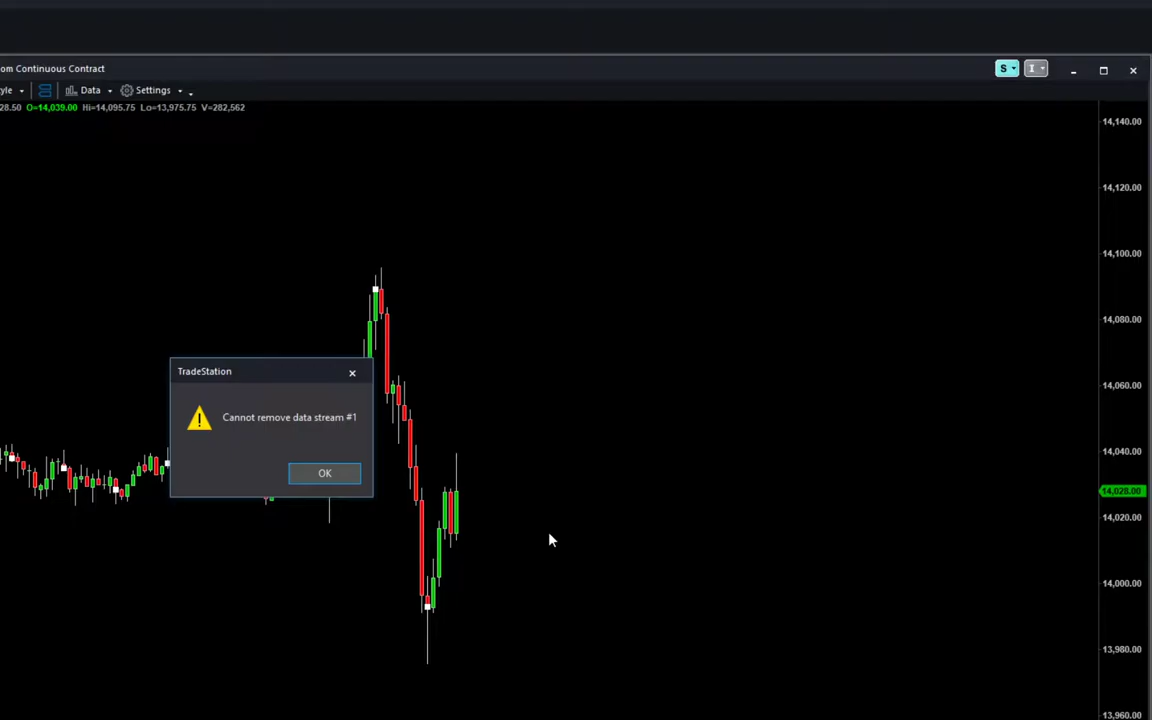 om Continuous Contract
S
I
yle
Data
Settings
28.50 O=14,039.00 Hi=14,095.75 Lo=13,975.75 V=282,562
14,140.00
14,120.00
14,100.00
14,080.00
14,060.00
14,040.00
14,028.00
14,020.00
14,000.00
13,980.00
13,960.00
TradeStation
Cannot remove data stream #1
OK